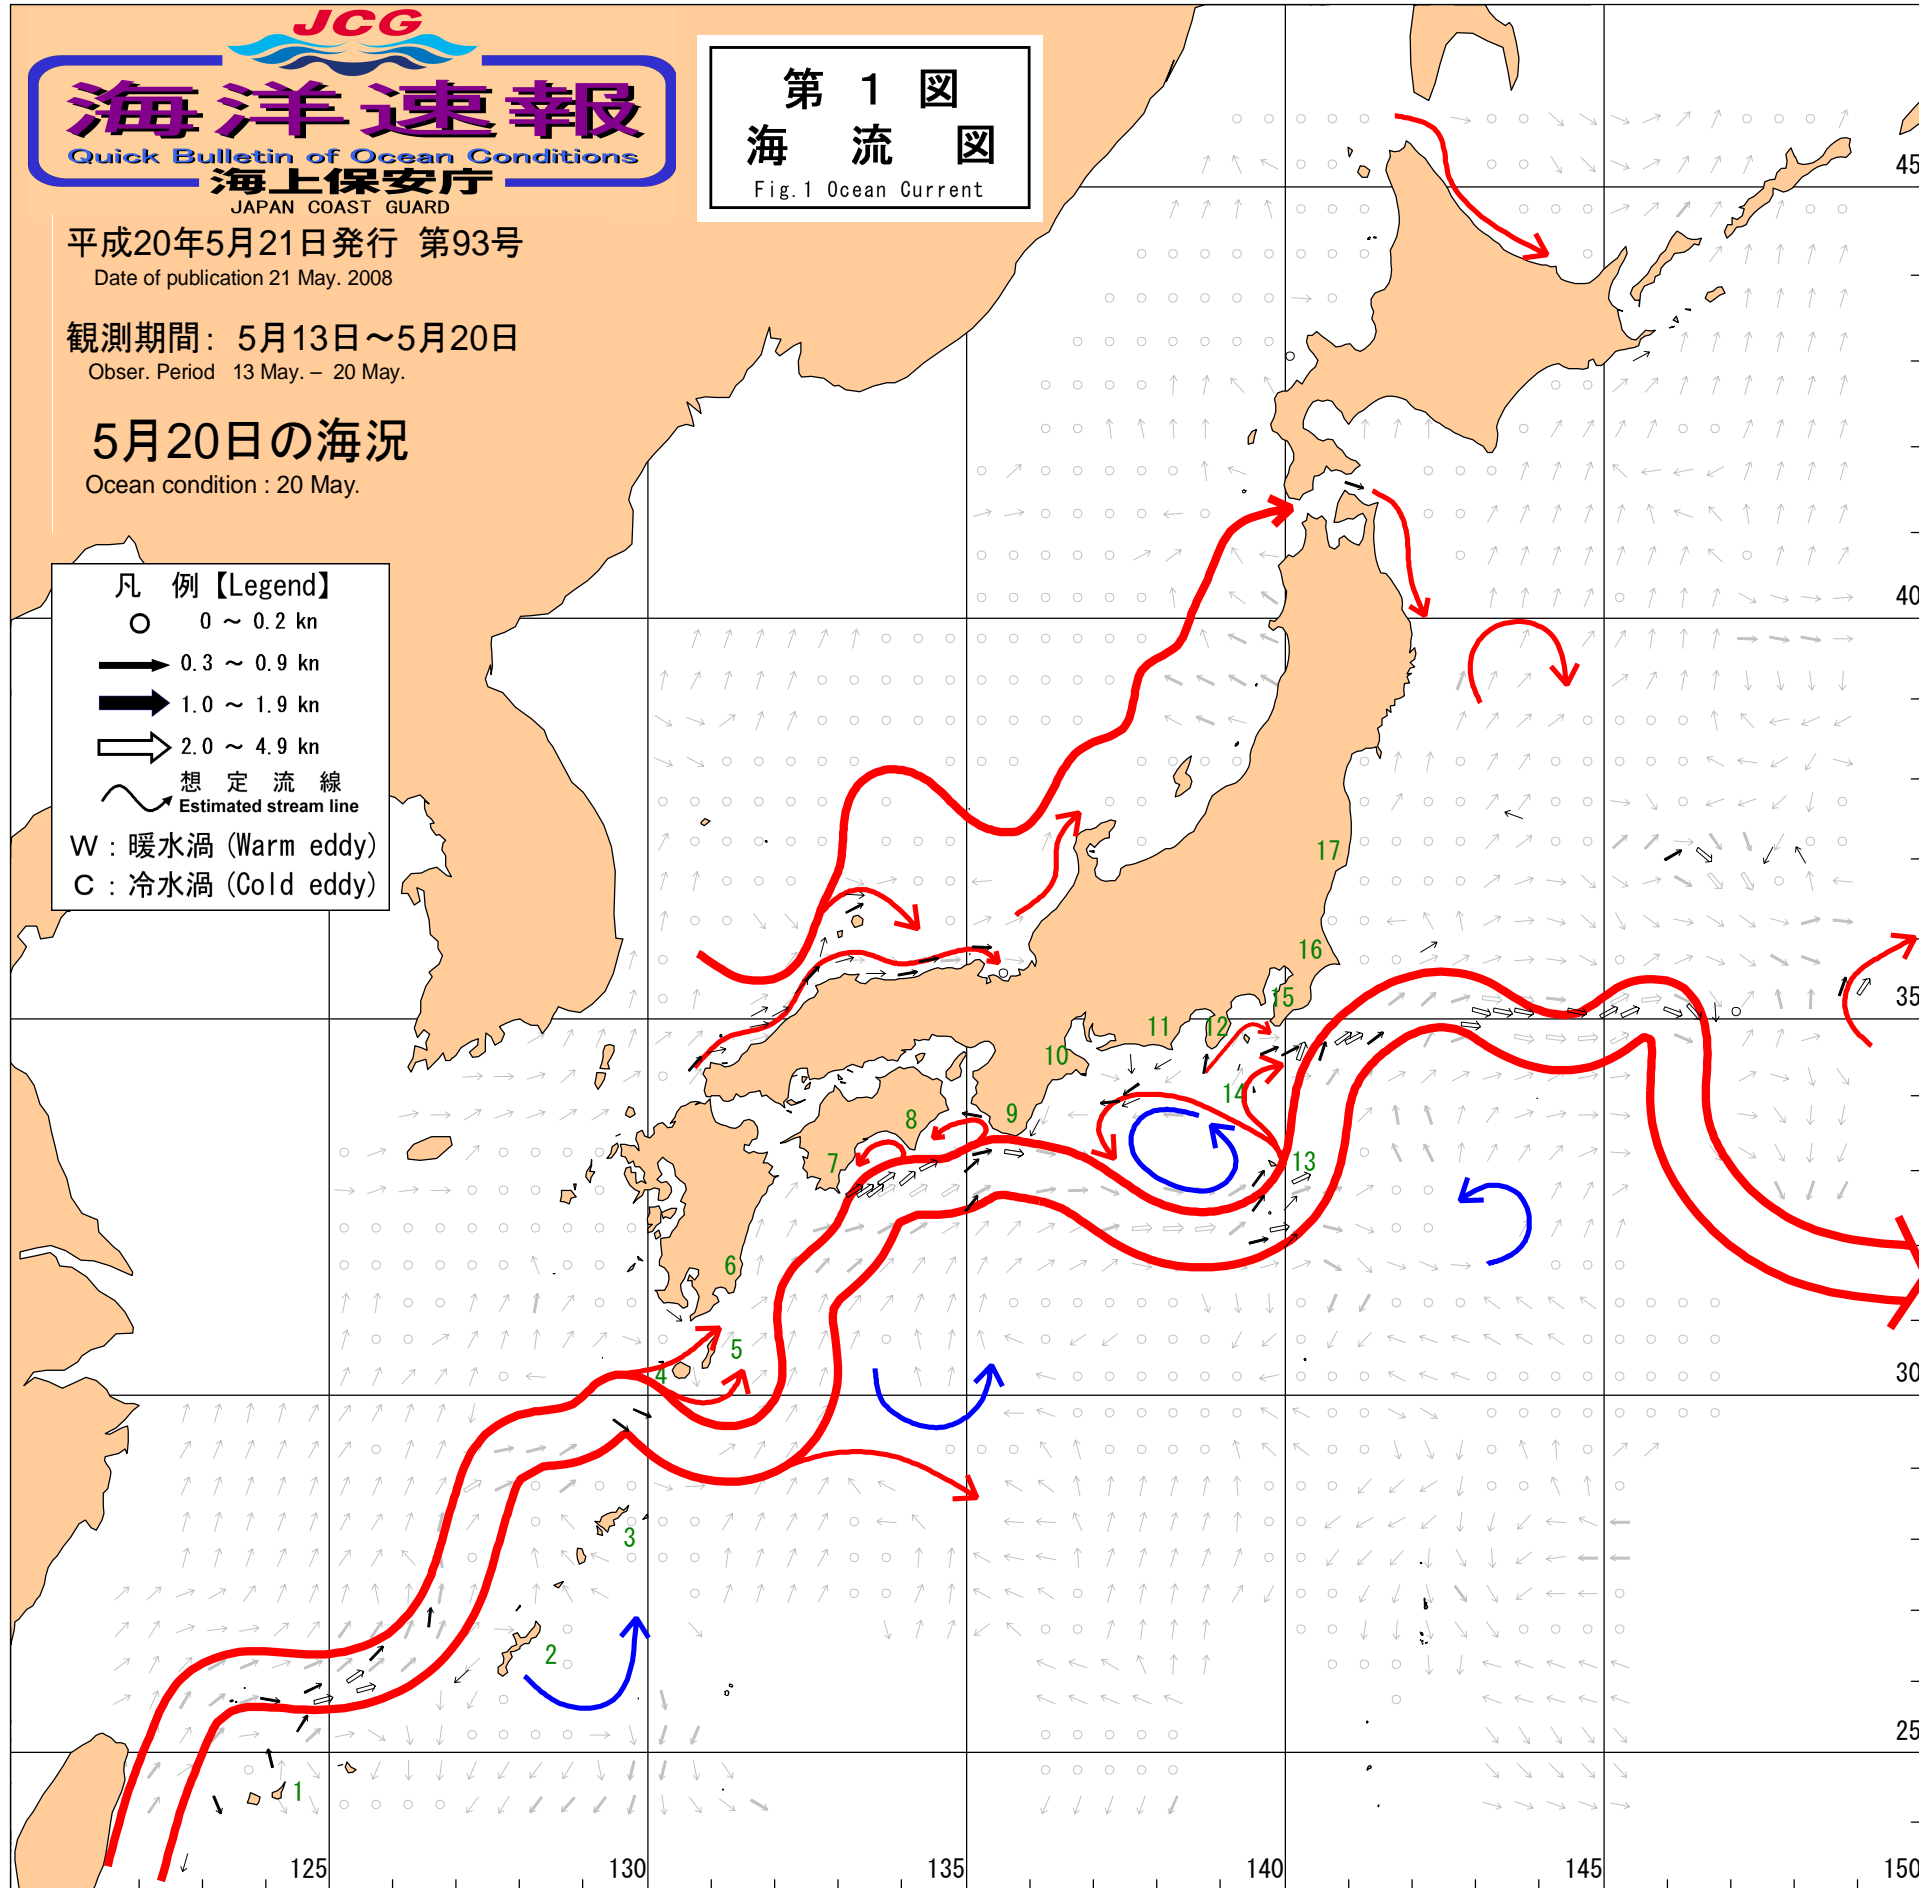 JCG
海洋速報
Quick Bulletin of Ocean Conditions
海上保安庁
JAPAN COAST GUARD
平成20年5月21日発行 第93号
Date of publication 21 May. 2008
観測期間: 5月13日～5月20日
Obser. Period 13 May. – 20 May.
5月20日の海況
Ocean condition : 20 May.
第 1 図
海 流 図
Fig.1 Ocean Current
凡 例【Legend】
0 ～ 0.2 kn
0.3 ～ 0.9 kn
1.0 ～ 1.9 kn
2.0 ～ 4.9 kn
想 定 流 線
Estimated stream line
W : 暖水渦 (Warm eddy)
C : 冷水渦 (Cold eddy)
45
40
17
16
15
35
12
11
10
14
9
8
7
13
6
5
4
30
3
2
25
1
125
130
135
140
145
150